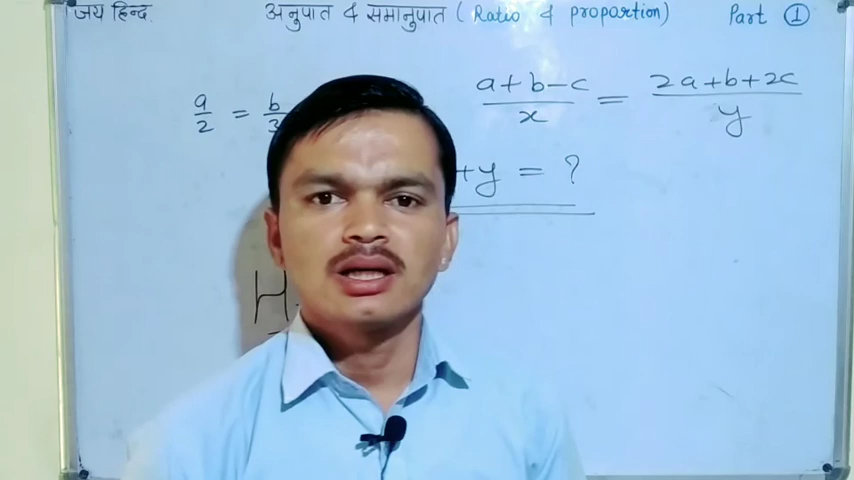 जय हिन्द. अनुपात & समानुपात ( Ratio & proportion) Part ①
a/2 = b/3 a+b-c/x = 2a+b+2c/y
+y = ?
H